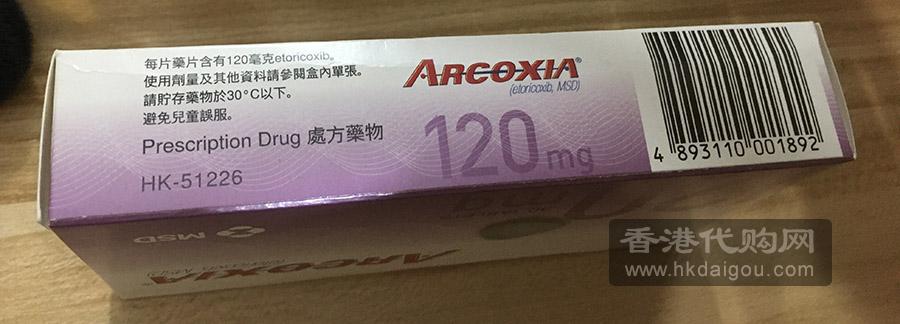 每片藥片含有120毫克etoricoxib。
使用劑量及其他資料請參閱盒內單張。
請貯存藥物於30°C以下。
避免兒童誤服。
Prescription Drug 處方藥物
HK-51226
ARCOXIA®
(etoricoxib, MSD)
120mg
4 893110 001892
MSD
ARCOXIA
(etoricoxib, MSD)
香港代购网
www.hkdaigou.com